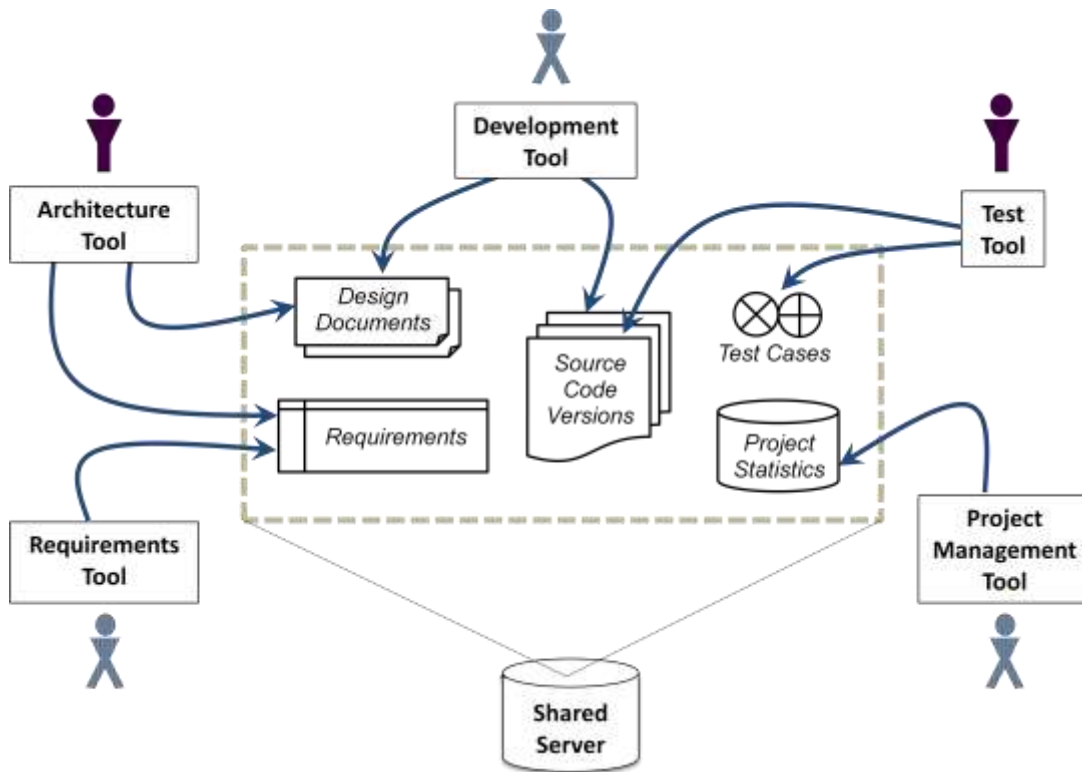 Development
Tool
Architecture
Tool
Test
Tool
Design
Documents
Source
Code
Versions
Test Cases
Requirements
Project
Statistics
Requirements
Tool
Project
Management
Tool
Shared
Server